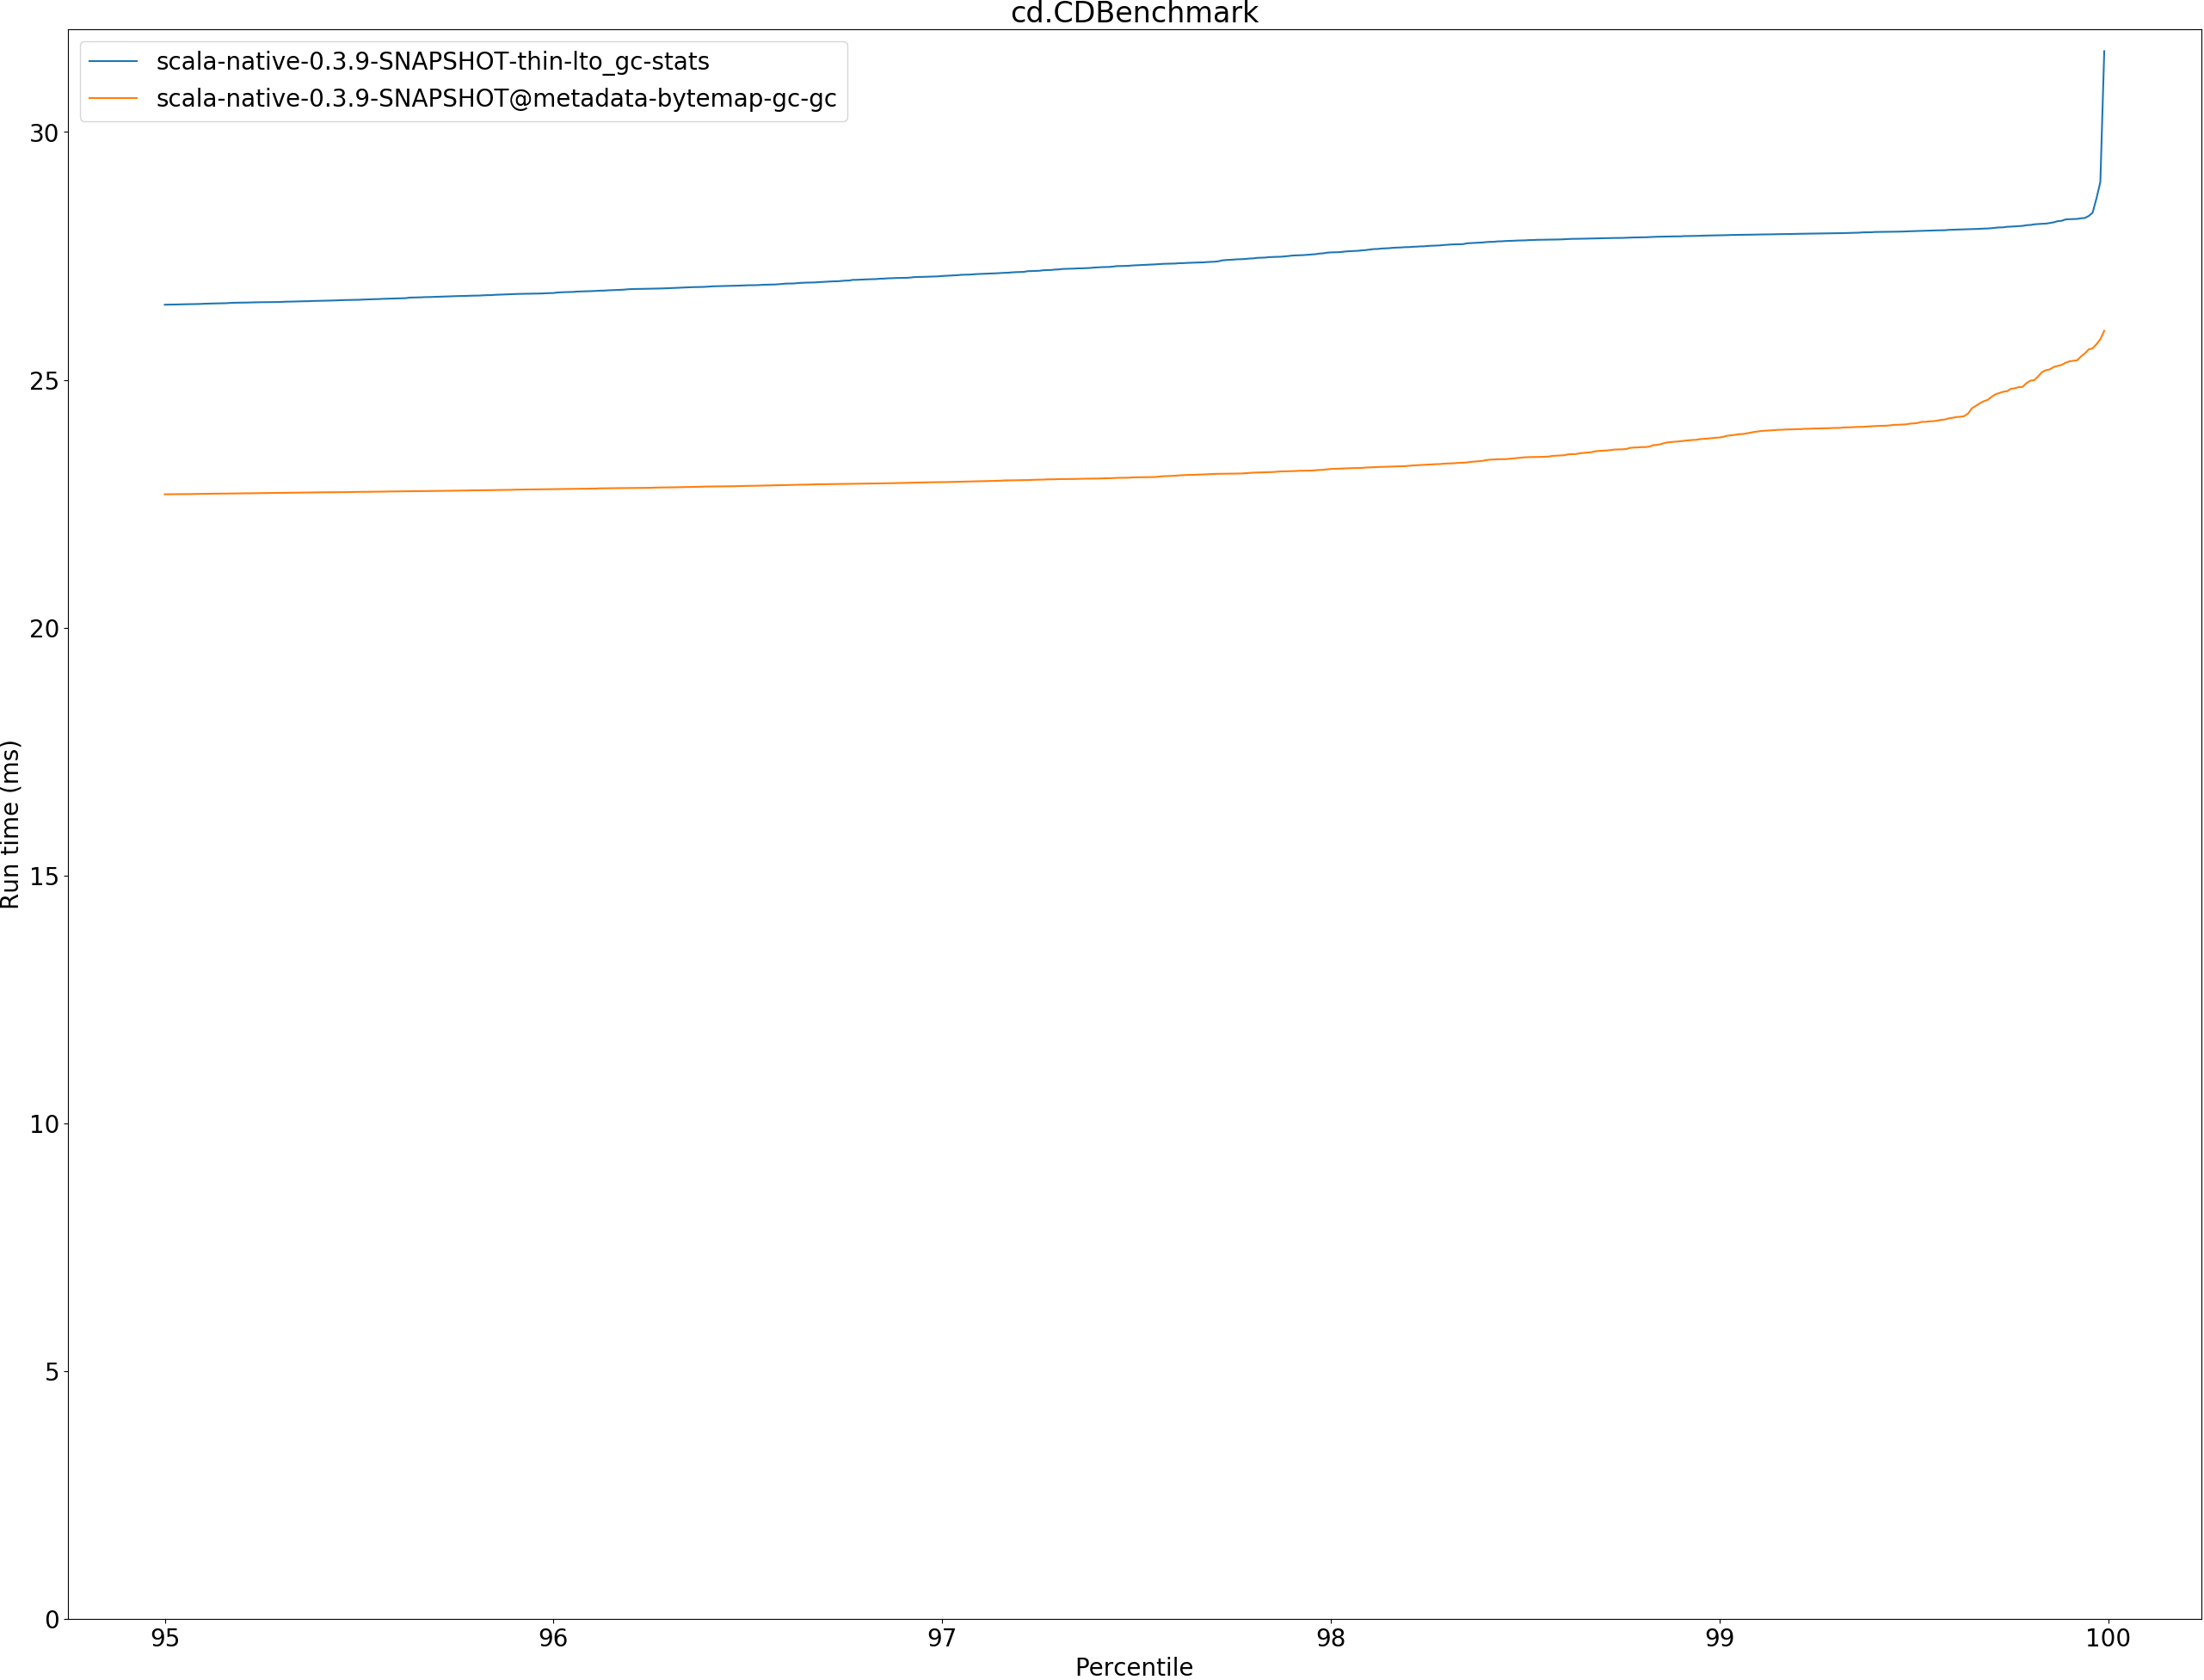 cd.CDBenchmark
scala-native-0.3.9-SNAPSHOT-thin-lto_gc-stats
scala-native-0.3.9-SNAPSHOT@metadata-bytemap-gc-gc
30
25
20
15
10
5
0
Run time (ms)
95 96 97 98 99 100
Percentile